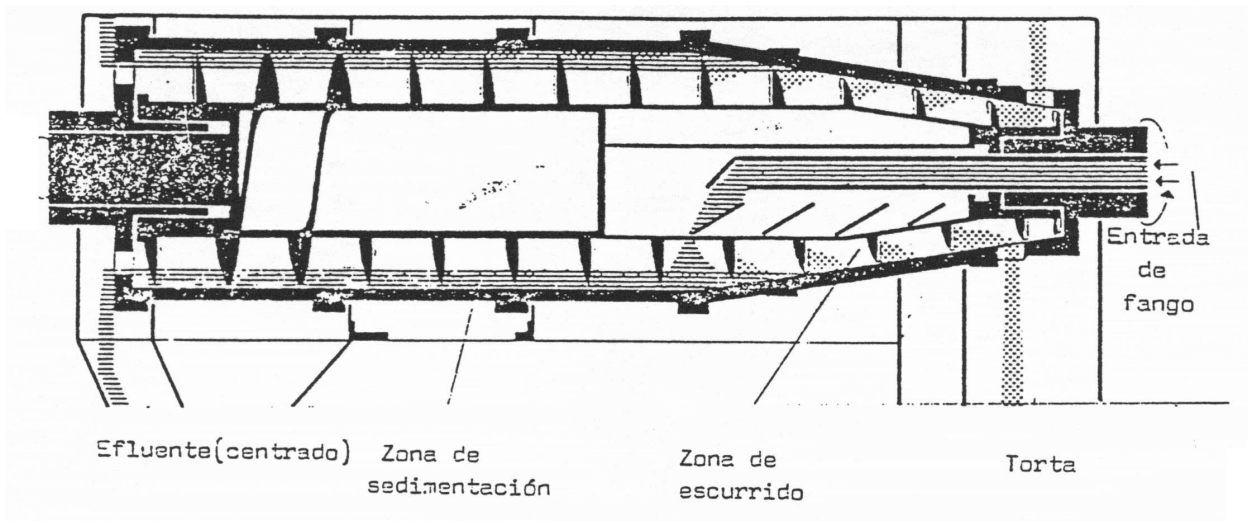 Entrada
de
fango
Efluente(centrado)
Zona de
sedimentación
Zona de
escurrido
Torta